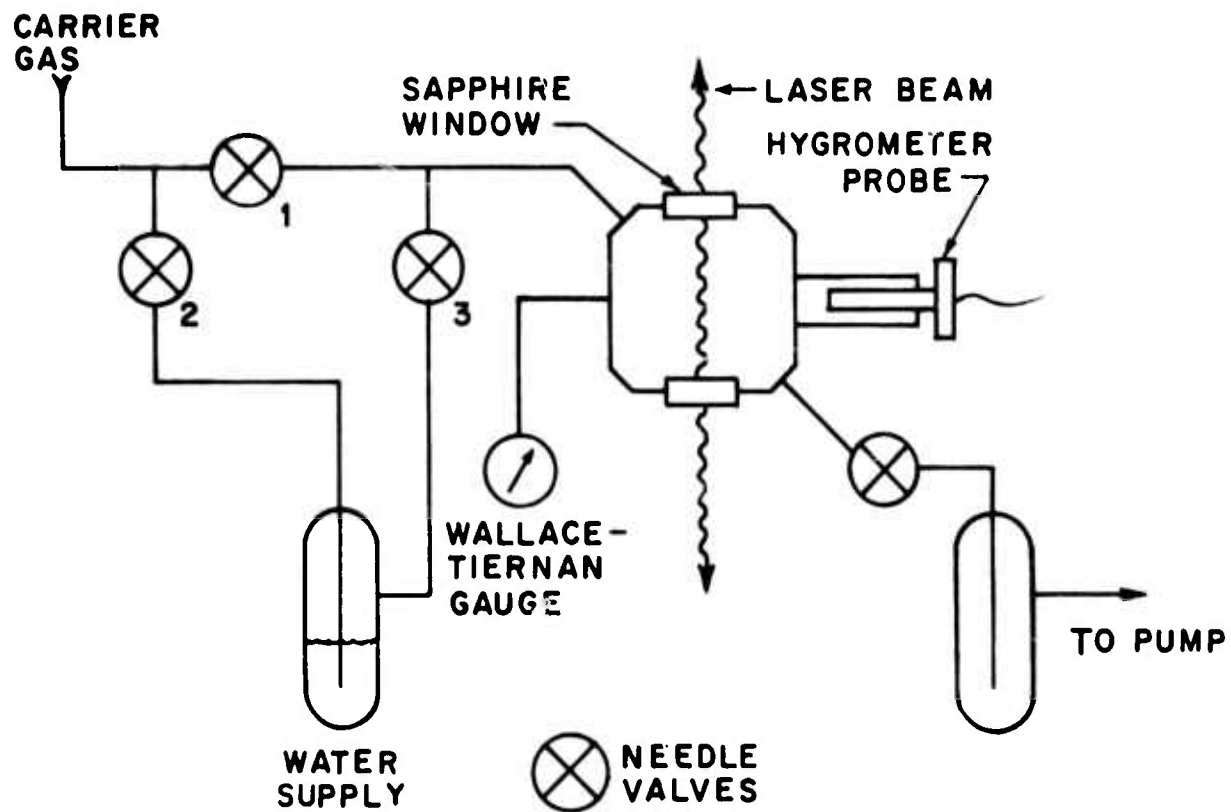 CARRIER
GAS
SAPPHIRE
WINDOW
LASER BEAM
HYGROMETER
PROBE
1
2
3
WALLACE-
TIERNAN
GAUGE
TO PUMP
WATER
SUPPLY
NEEDLE
VALVES